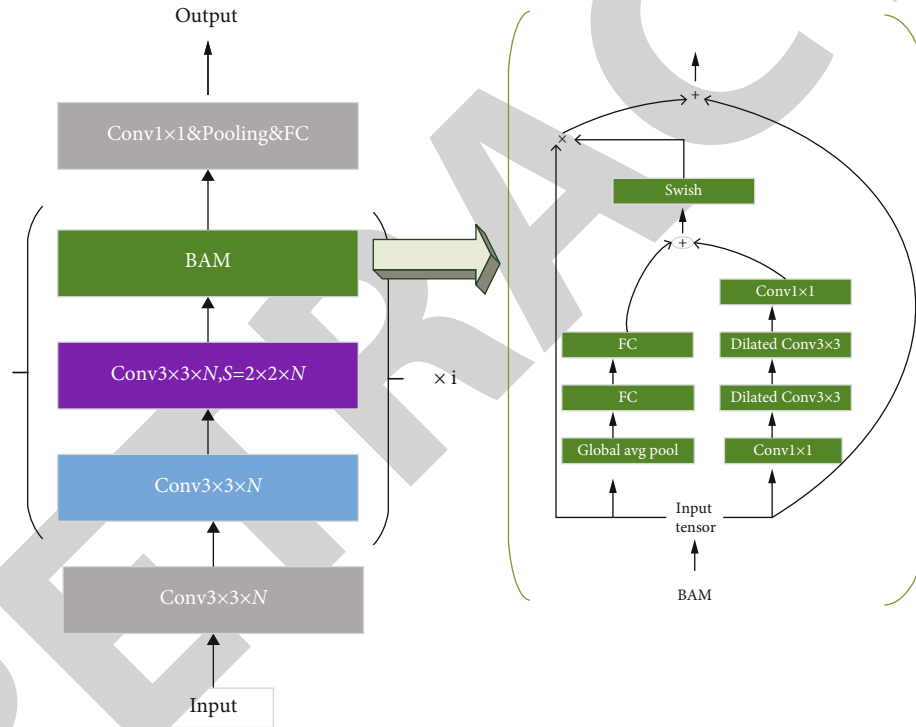 Output
Conv1×1&Pooling&FC
BAM
Conv3×3×N,S=2×2×N
× i
Conv3×3×N
Conv3×3×N
Input
+
×
Swish
+
Conv1×1
FC
Dilated Conv3×3
FC
Dilated Conv3×3
Global avg pool
Conv1×1
Input
tensor
BAM